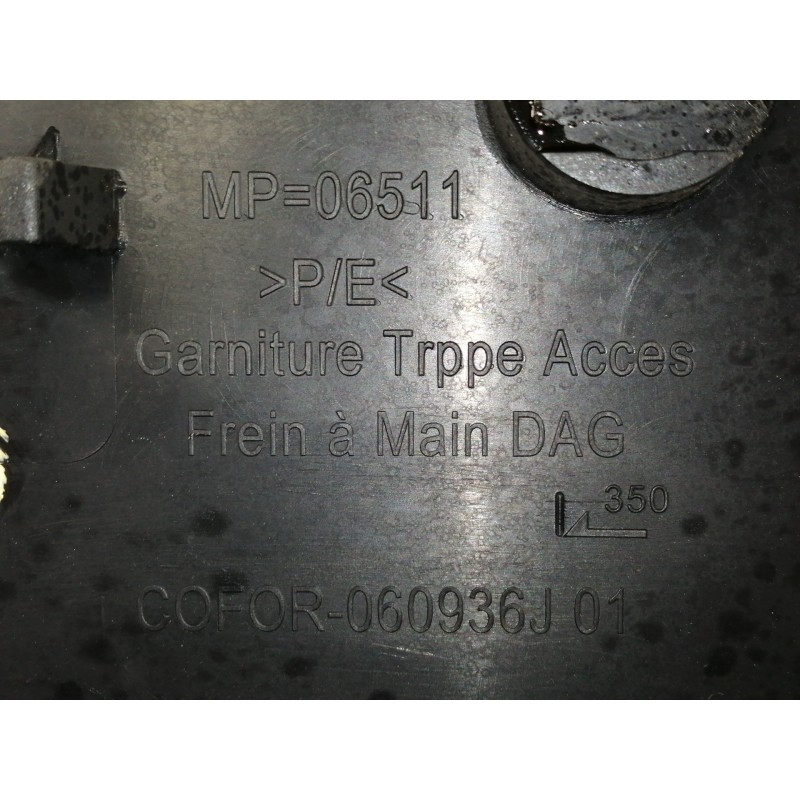 MP=06511
>P/E<
Garniture Trppe Acces
Frein à Main DAG
350
COFOR-060936J 01